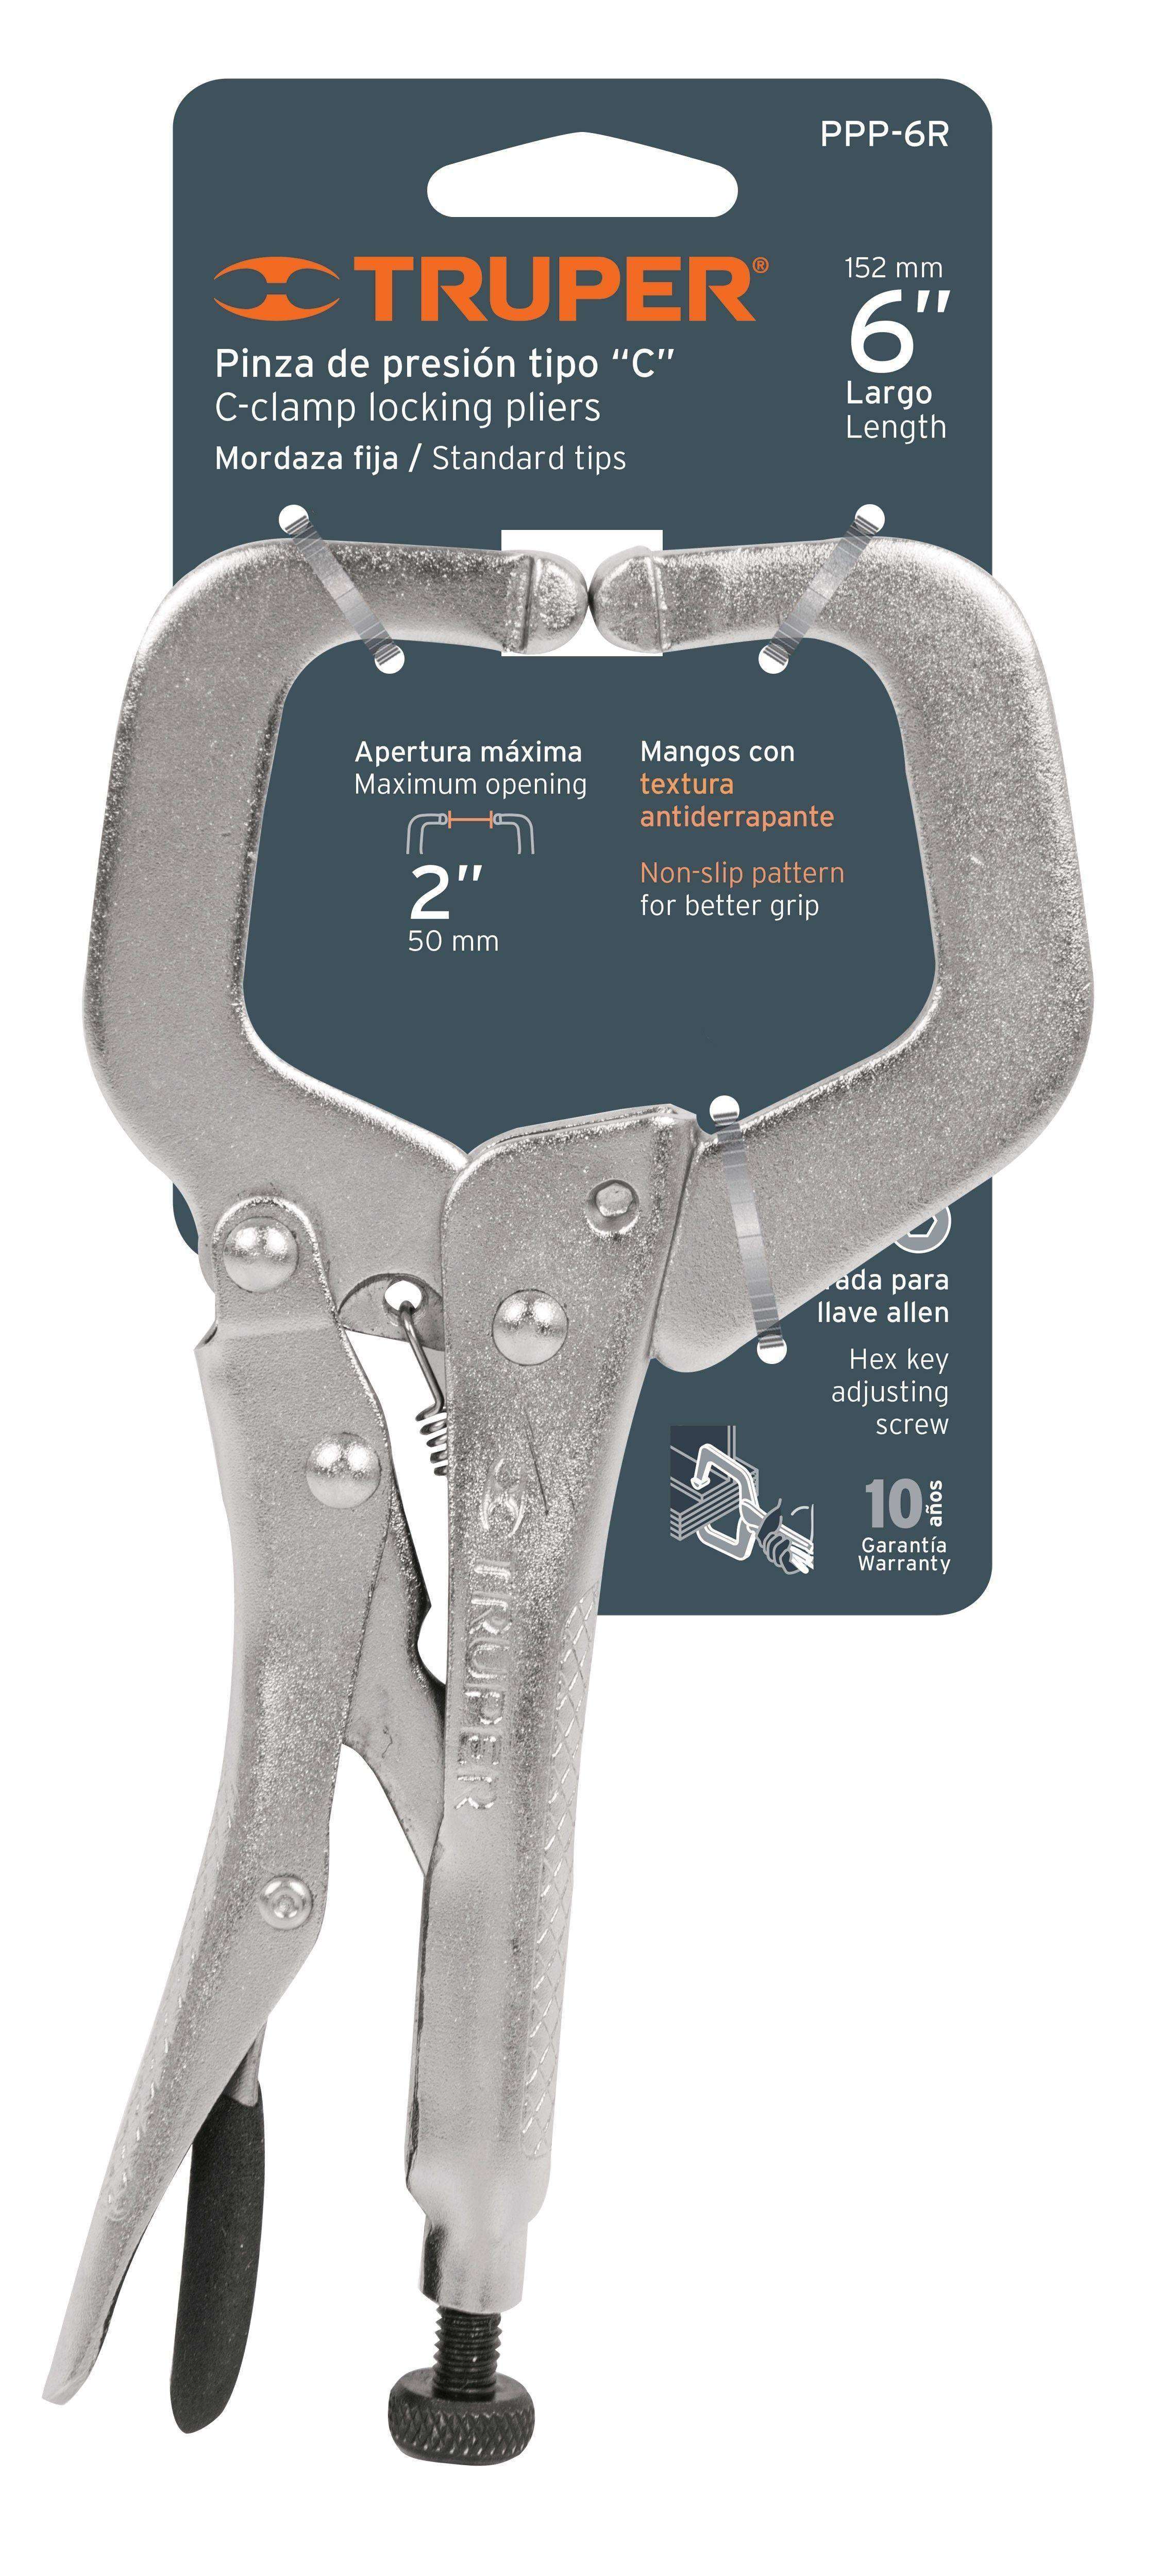 PPP-6R
TRUPER®
Pinza de presión tipo “C”
C-clamp locking pliers
Mordaza fija / Standard tips
152 mm
6”
Largo
Length
Apertura máxima
Maximum opening
2”
50 mm
Mangos con
textura
antiderrapante
Non-slip pattern
for better grip
para
llave allen
Hex key
adjusting
screw
10 años
Garantía
Warranty
TRUPER